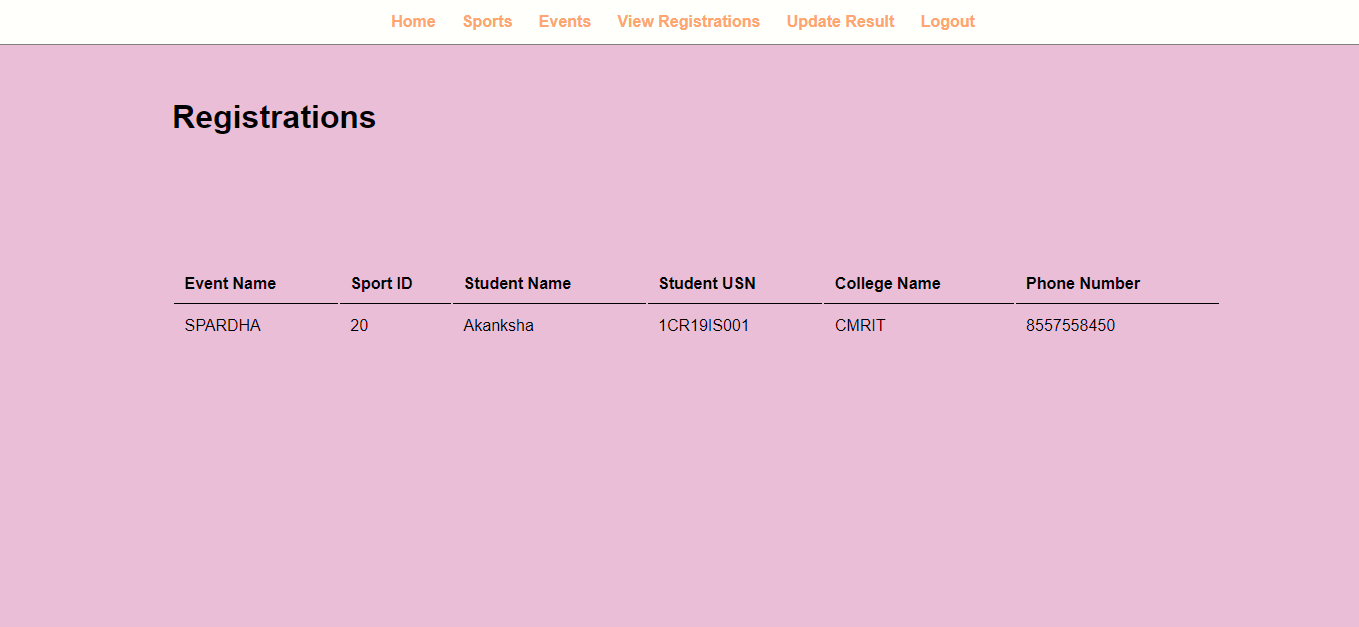 Home Sports Events View Registrations Update Result Logout
Registrations
Event Name Sport ID Student Name Student USN College Name Phone Number
SPARDHA 20 Akanksha 1CR19IS001 CMRIT 8557558450